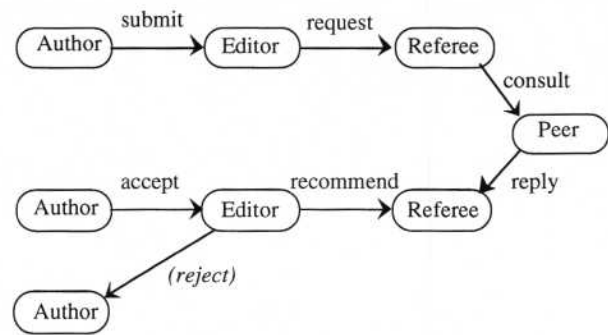 submit request
Author Editor Referee
consult
Peer
accept recommend reply
Author Editor Referee
(reject)
Author